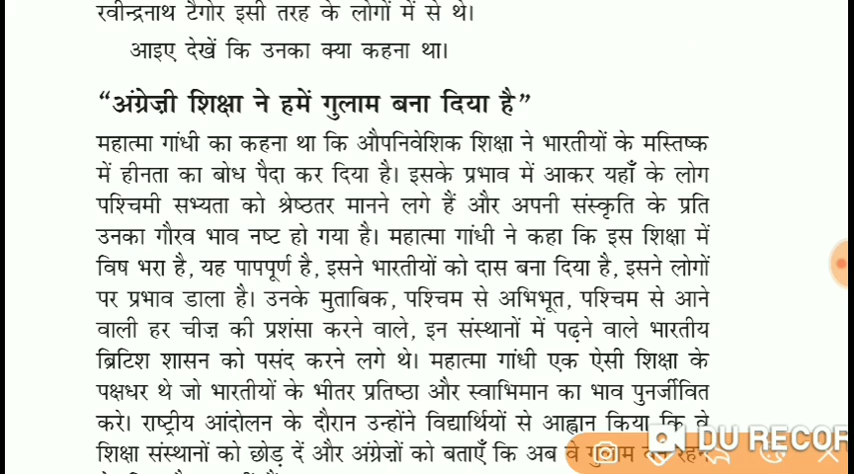 रवीन्द्रनाथ टैगोर इसी तरह के लोगों में से थे।
आइए देखें कि उनका क्या कहना था।
“अंग्रेज़ी शिक्षा ने हमें गुलाम बना दिया है”
महात्मा गांधी का कहना था कि औपनिवेशिक शिक्षा ने भारतीयों के मस्तिष्क
में हीनता का बोध पैदा कर दिया है। इसके प्रभाव में आकर यहाँ के लोग
पश्चिमी सभ्यता को श्रेष्ठतर मानने लगे हैं और अपनी संस्कृति के प्रति
उनका गौरव भाव नष्ट हो गया है। महात्मा गांधी ने कहा कि इस शिक्षा में
विष भरा है, यह पापपूर्ण है, इसने भारतीयों को दास बना दिया है, इसने लोगों
पर प्रभाव डाला है। उनके मुताबिक, पश्चिम से अभिभूत, पश्चिम से आने
वाली हर चीज़ की प्रशंसा करने वाले, इन संस्थानों में पढ़ने वाले भारतीय
ब्रिटिश शासन को पसंद करने लगे थे। महात्मा गांधी एक ऐसी शिक्षा के
पक्षधर थे जो भारतीयों के भीतर प्रतिष्ठा और स्वाभिमान का भाव पुनर्जीवित
करे। राष्ट्रीय आंदोलन के दौरान उन्होंने विद्यार्थियों से आह्वान किया कि वे
शिक्षा संस्थानों को छोड़ दें और अंग्रेज़ों को बताएँ कि अब वे गुलाम
DU RECOR